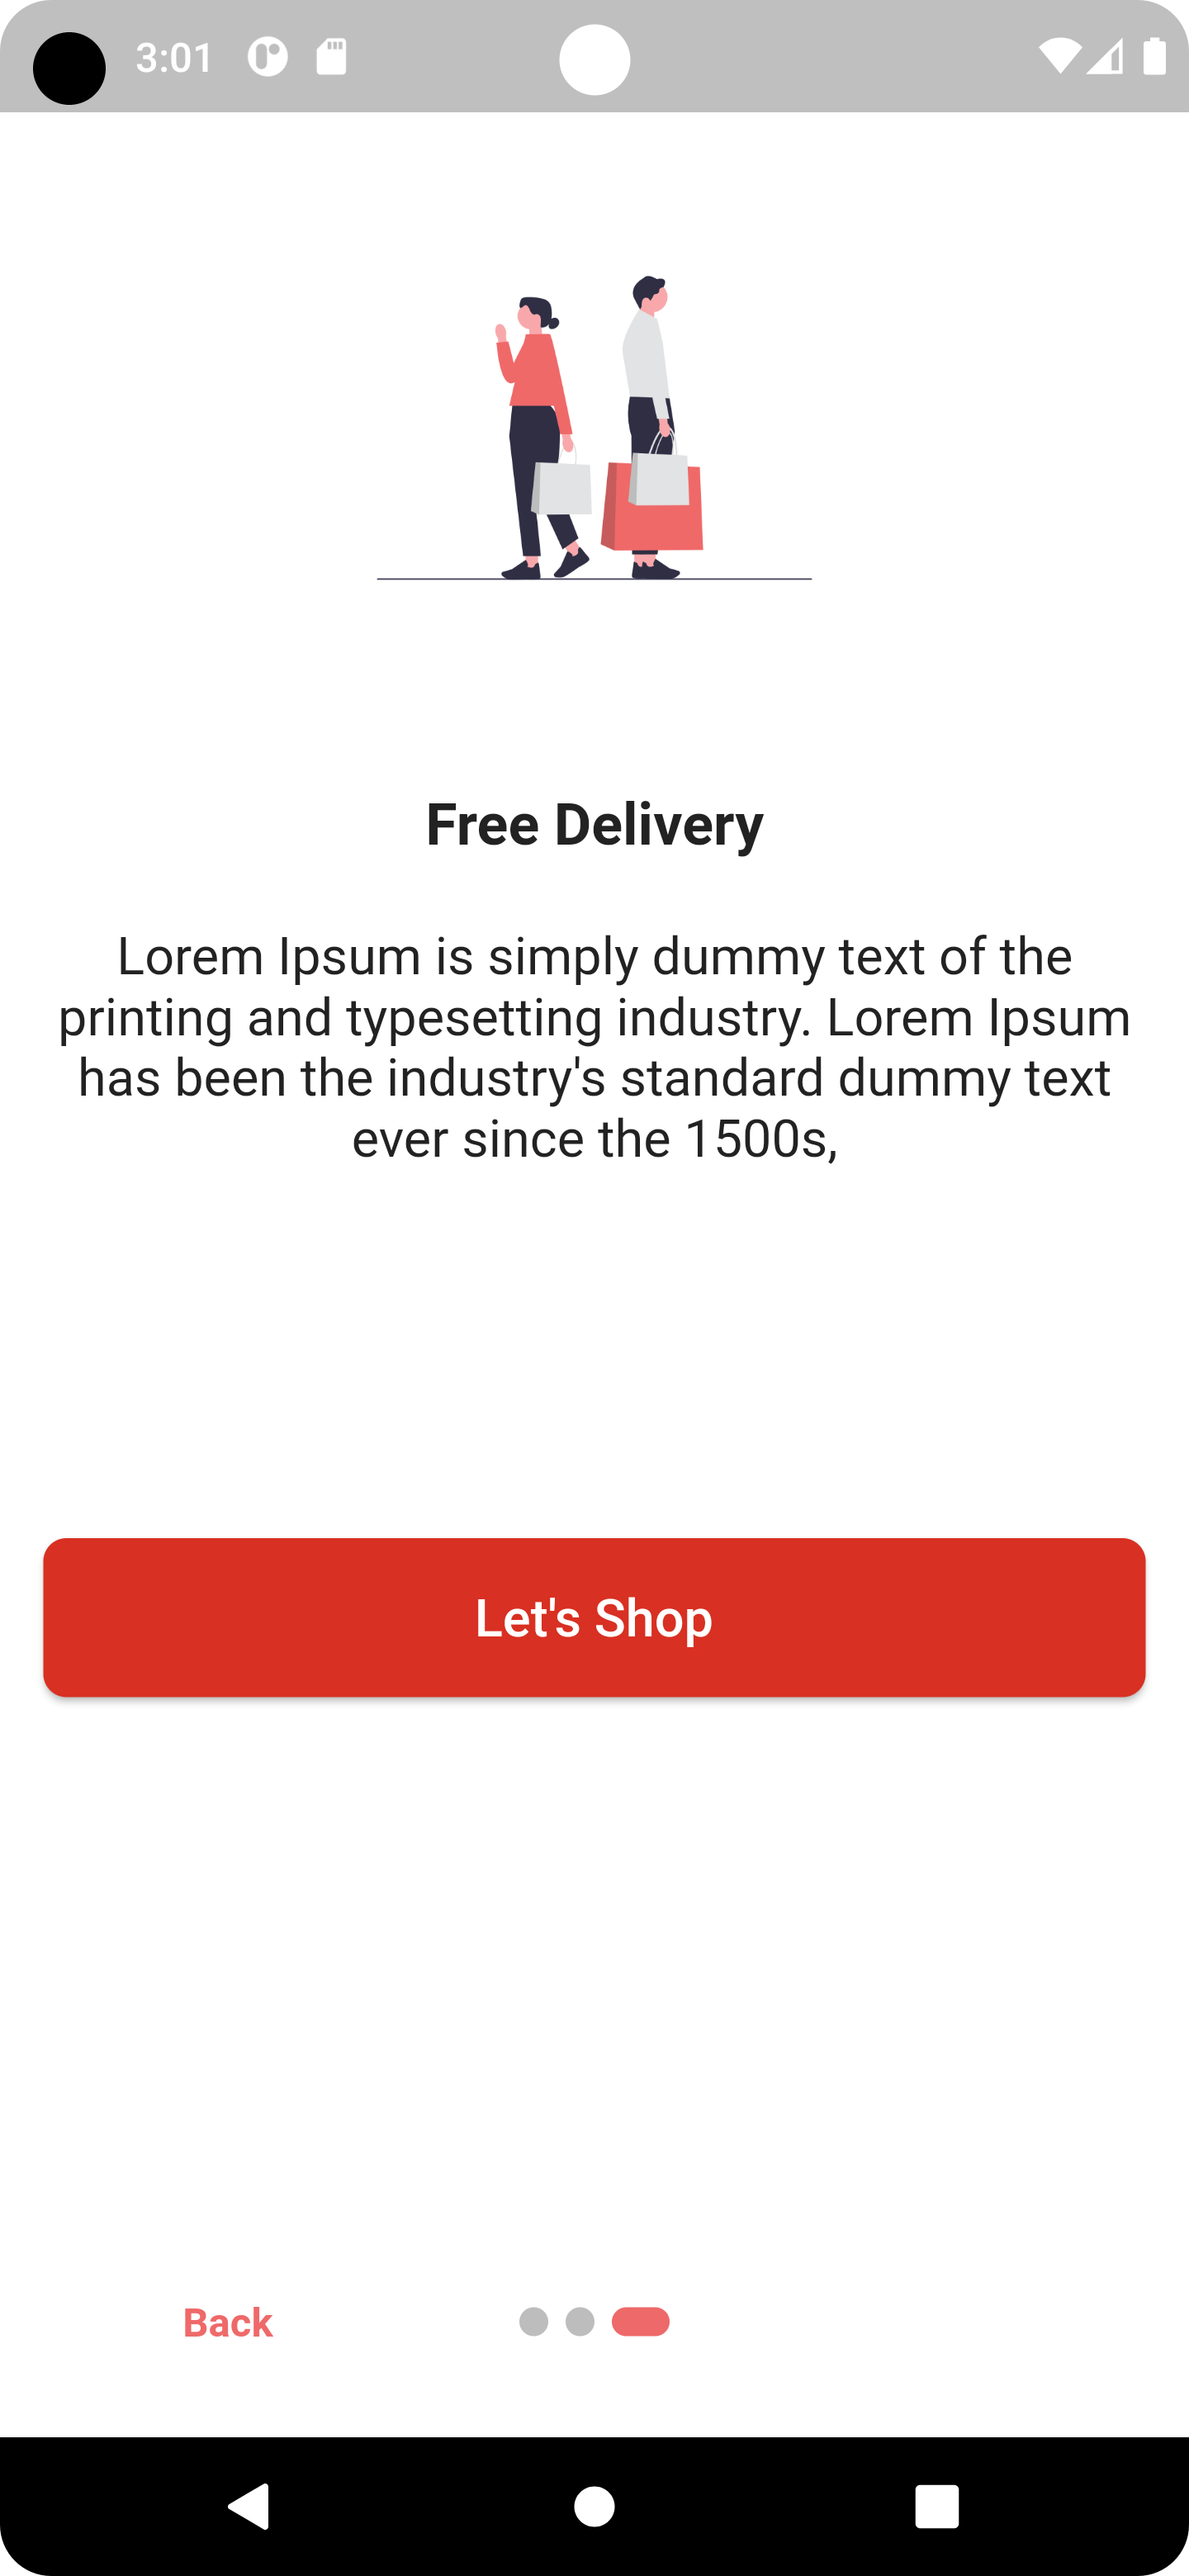 3:01
Free Delivery
Lorem Ipsum is simply dummy text of the
printing and typesetting industry. Lorem Ipsum
has been the industry's standard dummy text
ever since the 1500s,
Let's Shop
Back